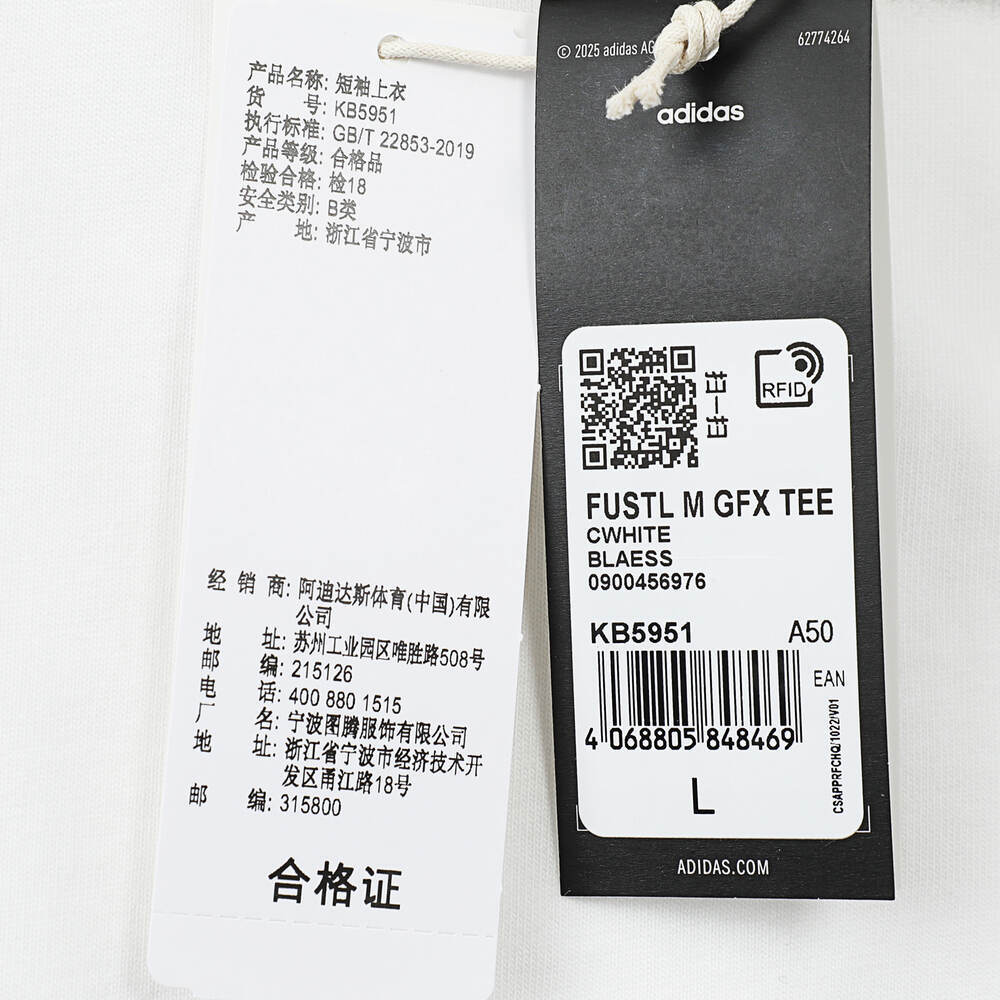 产品名称: 短袖上衣
货 号: KB5951
执行标准: GB/T 22853-2019
产品等级: 合格品
检验合格: 检18
安全类别: B类
产 地: 浙江省宁波市
经 销 商: 阿迪达斯体育(中国)有限
公司
地 址: 苏州工业园区唯胜路508号
邮 编: 215126
电 话: 400 880 1515
厂 名: 宁波图腾服饰有限公司
地 址: 浙江省宁波市经济技术开
发区甬江路18号
邮 编: 315800
合格证
© 2025 adidas AG
62774264
adidas
扫一扫
RFID
FUSTL M GFX TEE
CWHITE
BLAESS
0900456976
KB5951 A50
EAN
4 068805 848469
CSAPPRFCHQ/1022/V01
L
ADIDAS.COM